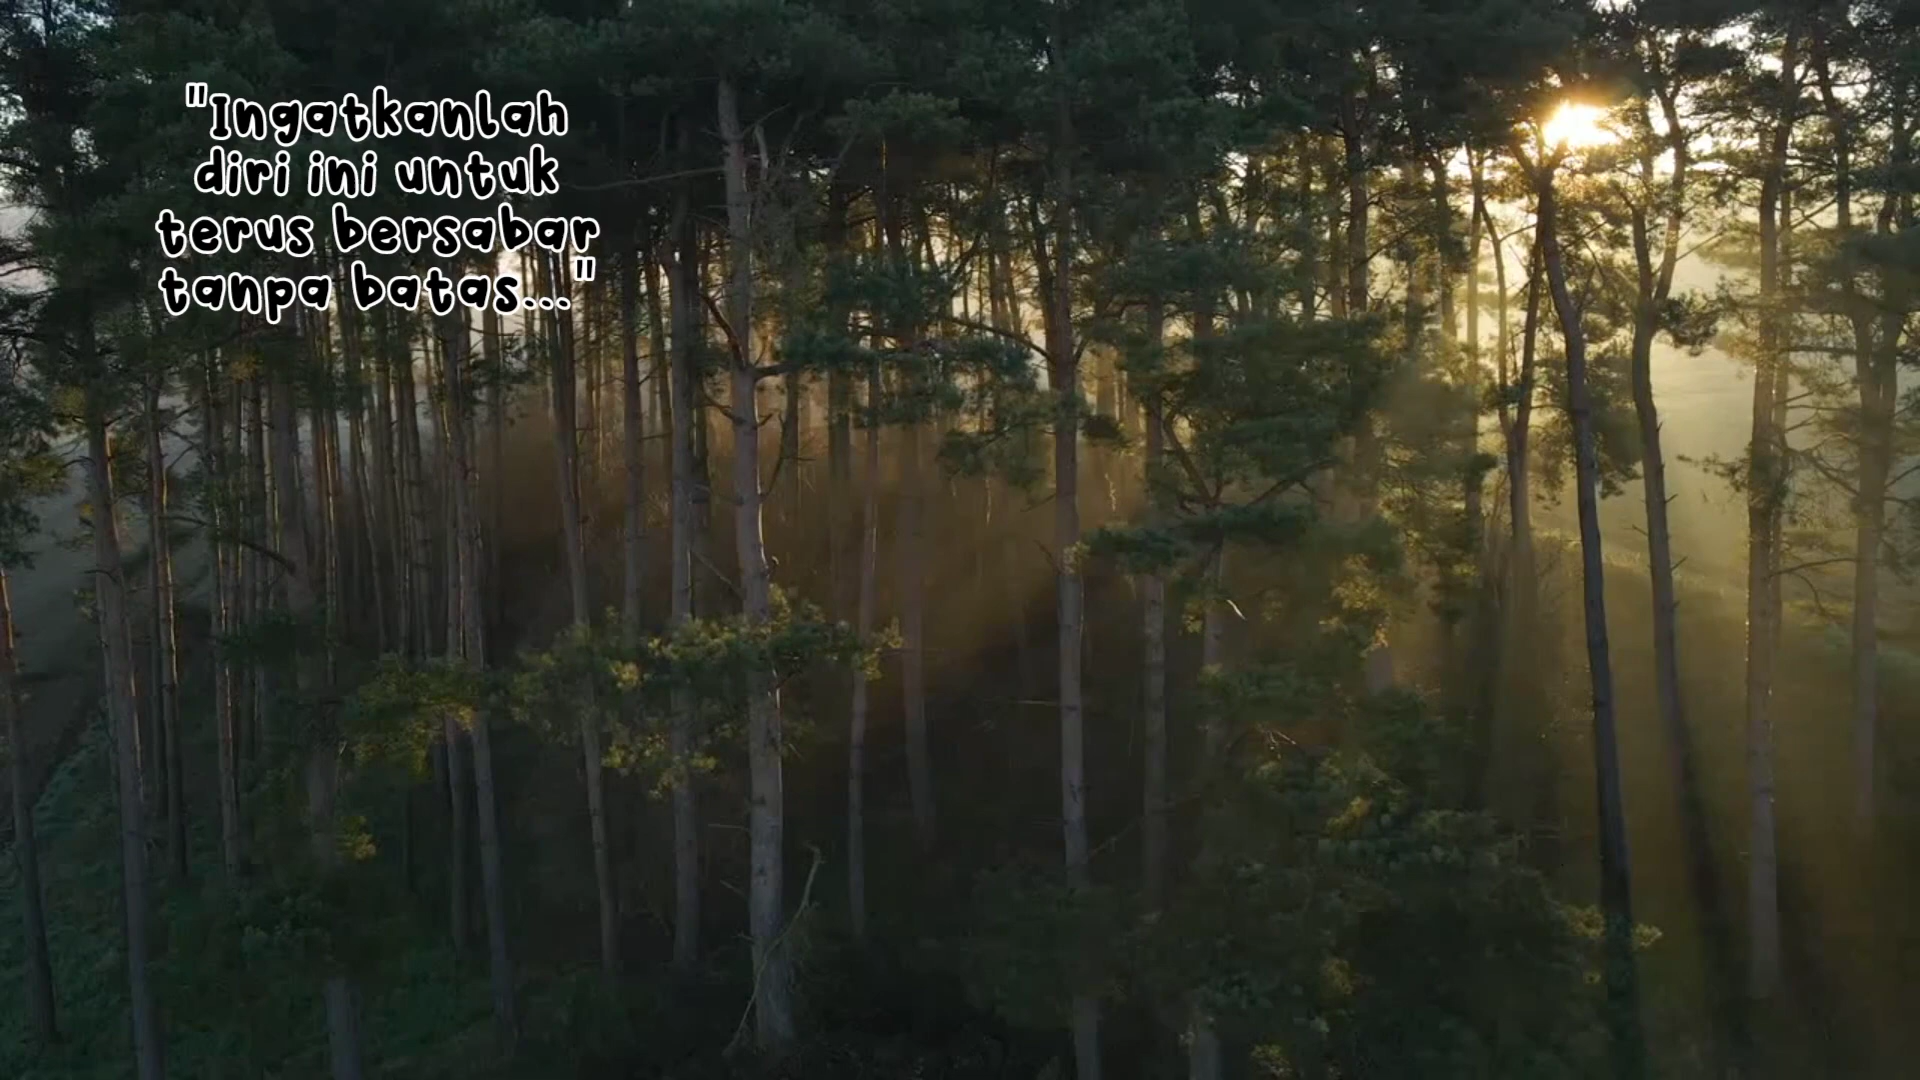 "Ingatkanlah
diri ini untuk
terus bersabar
tanpa batas..."